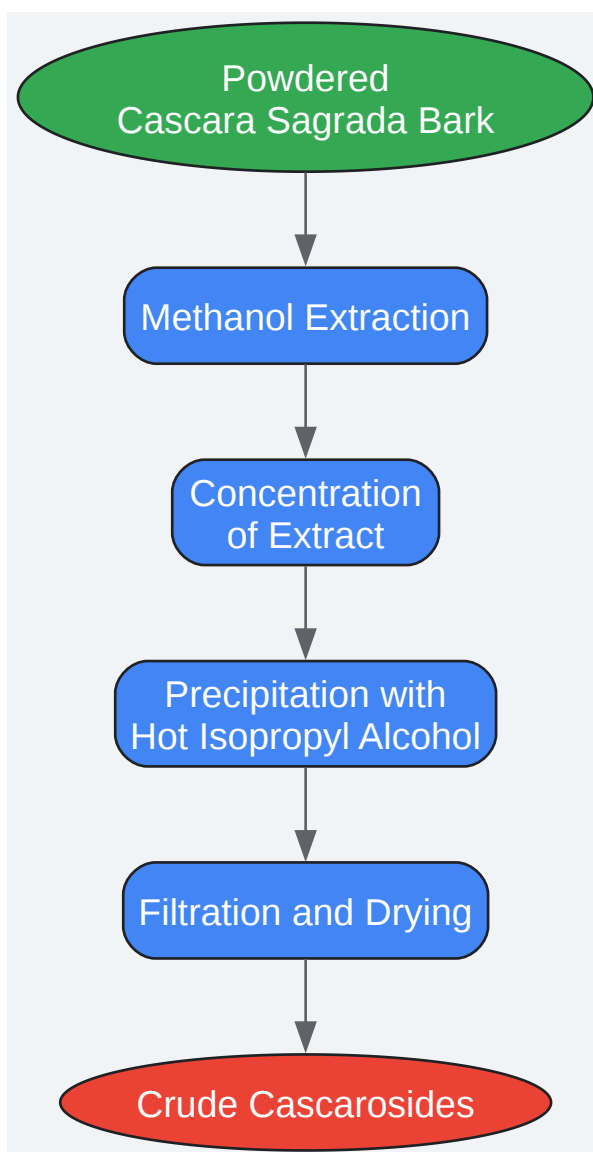 Powdered
Cascara Sagrada Bark
Methanol Extraction
Concentration
of Extract
Precipitation with
Hot Isopropyl Alcohol
Filtration and Drying
Crude Cascarosides